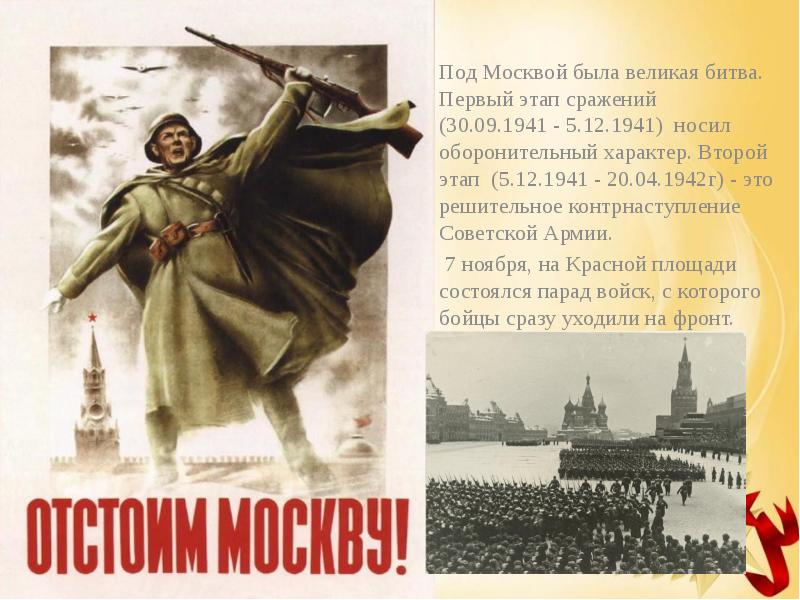 Под Москвой была великая битва.
Первый этап сражений
(30.09.1941 - 5.12.1941) носил
оборонительный характер. Второй
этап (5.12.1941 - 20.04.1942г) - это
решительное контрнаступление
Советской Армии.
7 ноября, на Красной площади
состоялся парад войск, с которого
бойцы сразу уходили на фронт.
ОТСТОИМ МОСКВУ!